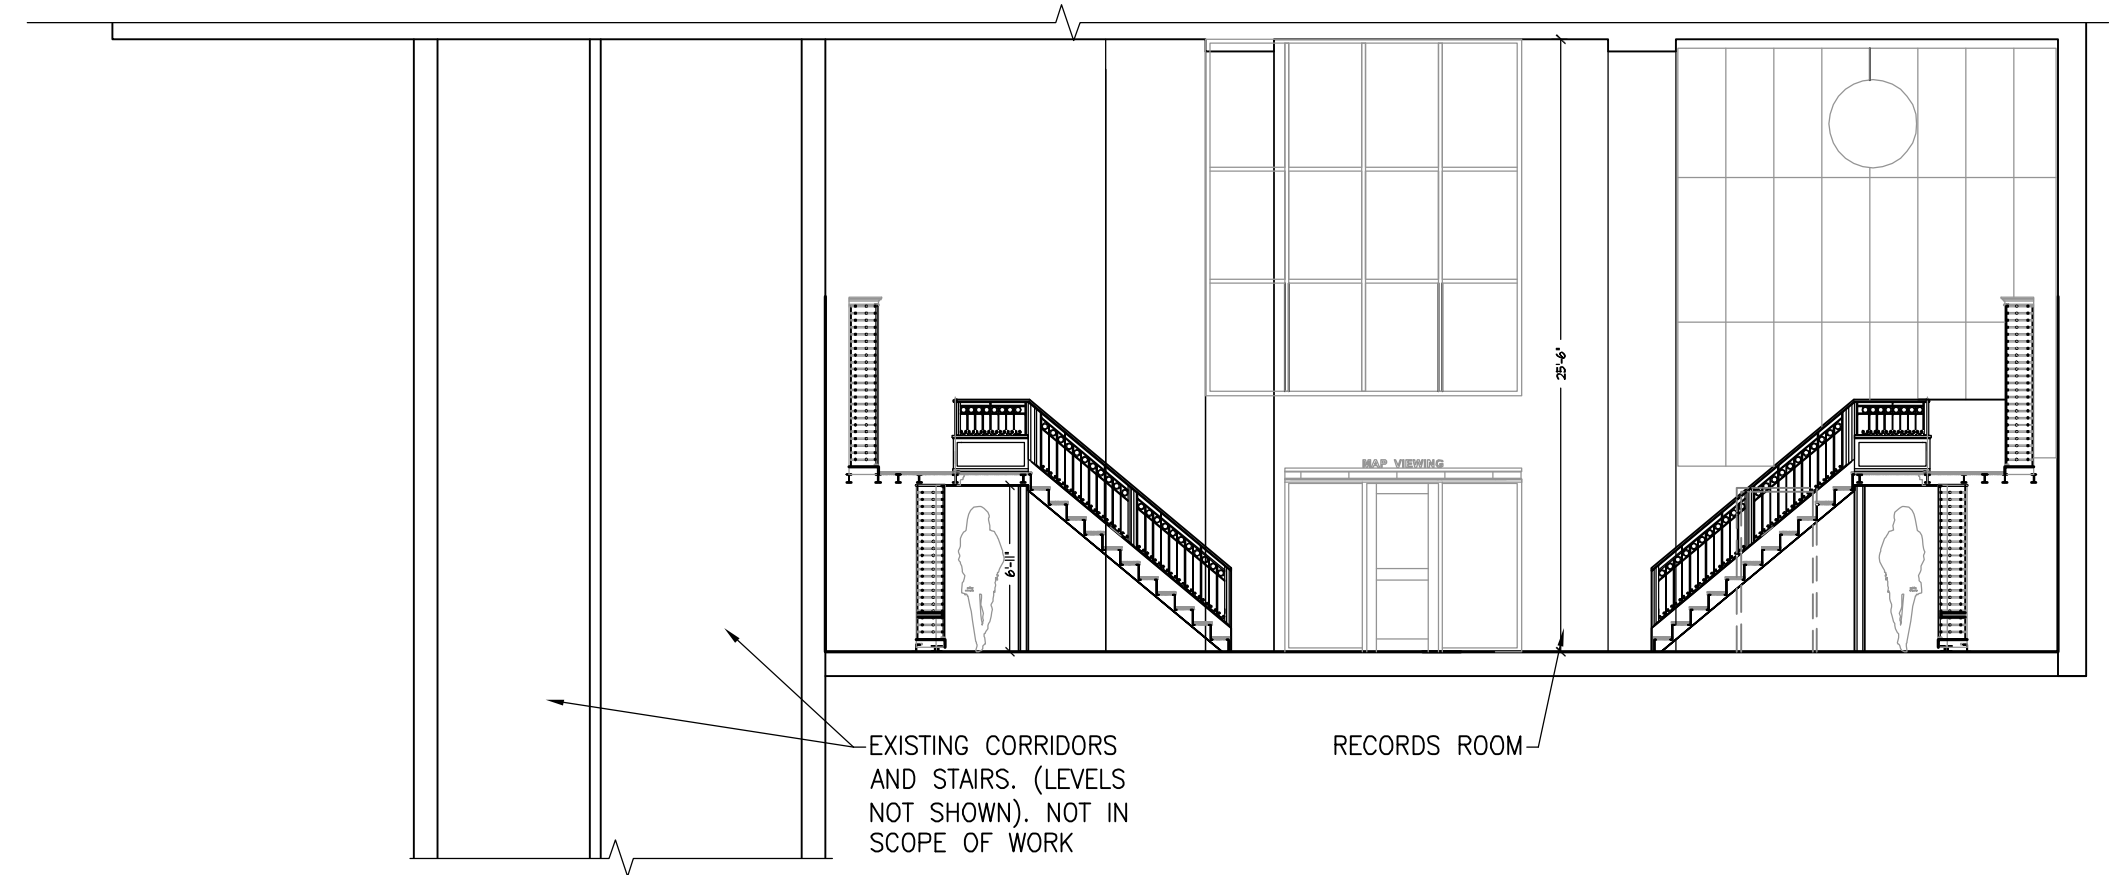 MAP VIEWING
25'-6"
6'-11"
EXISTING CORRIDORS
AND STAIRS. (LEVELS
NOT SHOWN). NOT IN
SCOPE OF WORK
RECORDS ROOM